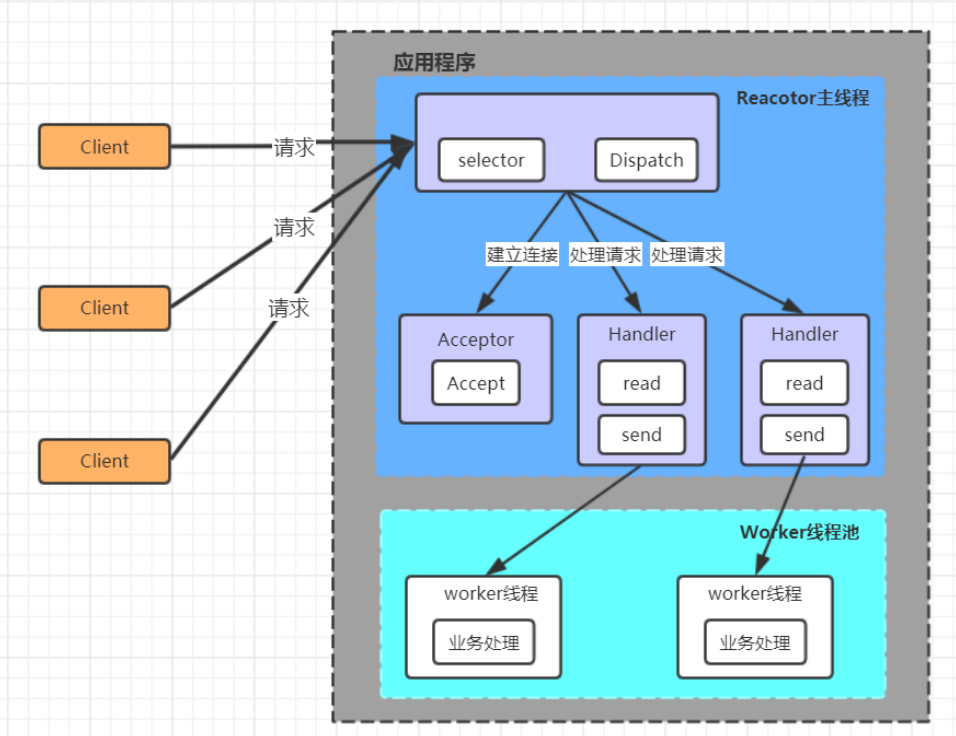 应用程序
Reacotor主线程
Client
请求
selector
Dispatch
请求
建立连接
处理请求
处理请求
Client
请求
Acceptor
Handler
Handler
Accept
read
read
send
send
Client
Worker线程池
worker线程
worker线程
业务处理
业务处理